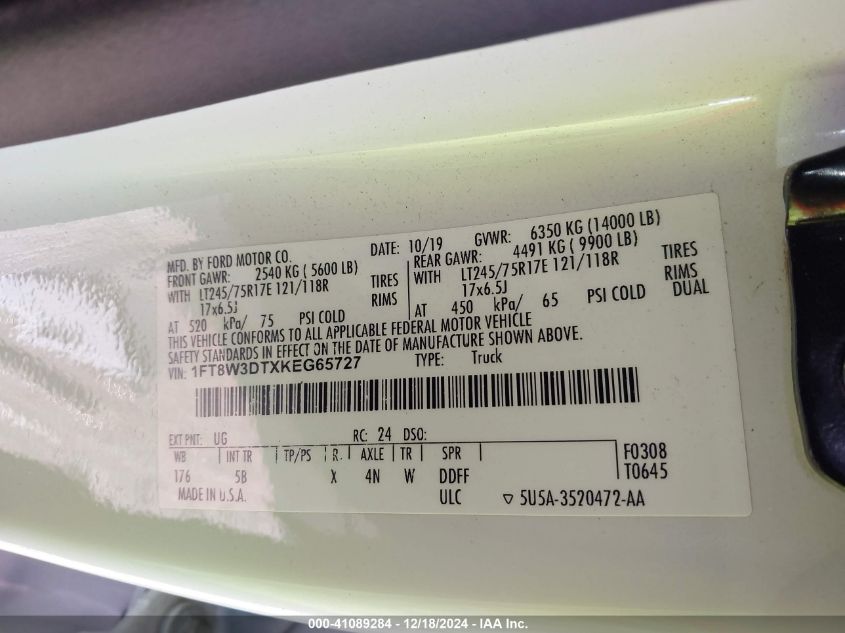 MFD. BY FORD MOTOR CO. DATE: 10/19 GVWR: 6350 KG (14000 LB)
FRONT GAWR: 2540 KG ( 5600 LB) REAR GAWR: 4491 KG ( 9900 LB)
WITH LT245/75R17E 121/118R TIRES WITH LT245/75R17E 121/118R TIRES
17x6.5J RIMS 17x6.5J RIMS
AT 520 kPa/ 75 PSI COLD AT 450 kPa/ 65 PSI COLD DUAL
THIS VEHICLE CONFORMS TO ALL APPLICABLE FEDERAL MOTOR VEHICLE
SAFETY STANDARDS IN EFFECT ON THE DATE OF MANUFACTURE SHOWN ABOVE.
VIN: 1FT8W3DTXKEG65727 TYPE: Truck
EXT PNT: UG RC: 24 DSO:
WB INT TR TP/PS R. AXLE TR SPR F0308
176 5B X 4N W DDFF T0645
MADE IN U.S.A. ULC ▽ 5U5A-3520472-AA
000-41089284 - 12/18/2024 - IAA Inc.